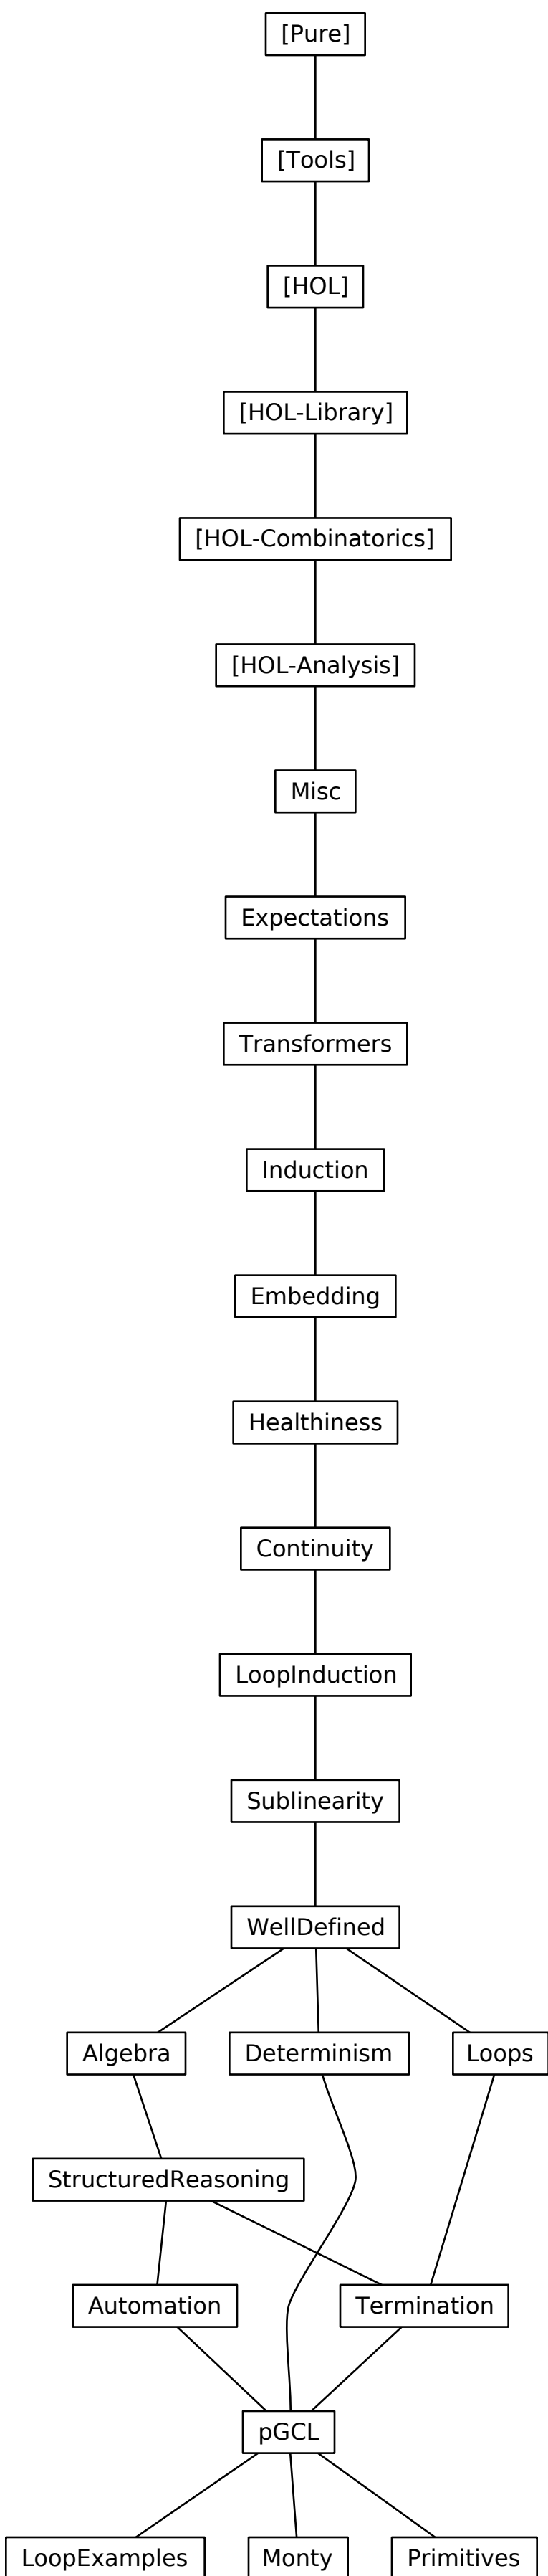 [Pure]
[Tools]
[HOL]
[HOL-Library]
[HOL-Combinatorics]
[HOL-Analysis]
Misc
Expectations
Transformers
Induction
Embedding
Healthiness
Continuity
LoopInduction
Sublinearity
WellDefined
Algebra Determinism Loops
StructuredReasoning
Automation Termination
pGCL
LoopExamples Monty Primitives